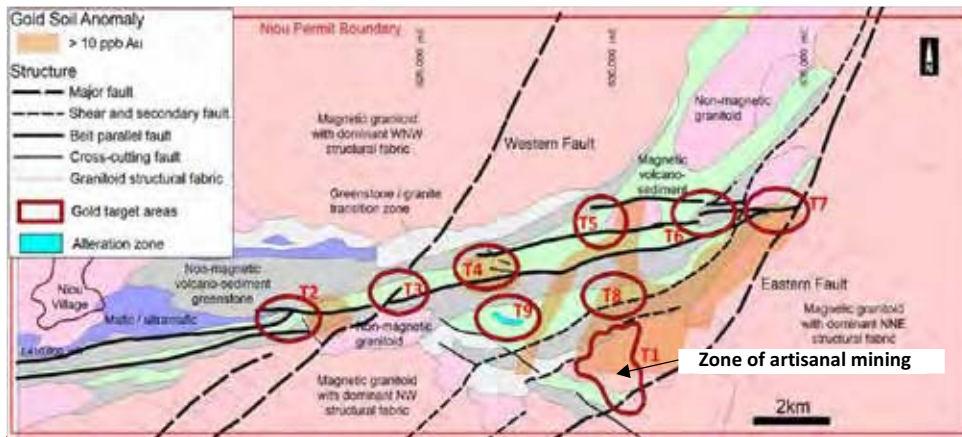 Gold Soil Anomaly
> 10 ppb Au
Structure
Major fault
Shear and secondary fault
Belt parallel fault
Cross-cutting fault
Granitoid structural fabric
Gold target areas
Alteration zone
Niou Permit Boundary
N
Magnetic granitoid
with dominant WNW
structural fabric
Western Fault
Non-magnetic
granitoid
Magnetic
volcano-
sediment
Greenstone / granite
transition zone
T7
T5
T6
T4
T3
T2
T9
T8
T1
Niou
Village
Non-magnetic
volcano-sediment
greenstone
Mafic / ultramafic
Non-magnetic
granitoid
Eastern Fault
Magnetic granitoid
with dominant NNE
structural fabric
Zone of artisanal mining
Magnetic granitoid
with dominant NW
structural fabric
2km